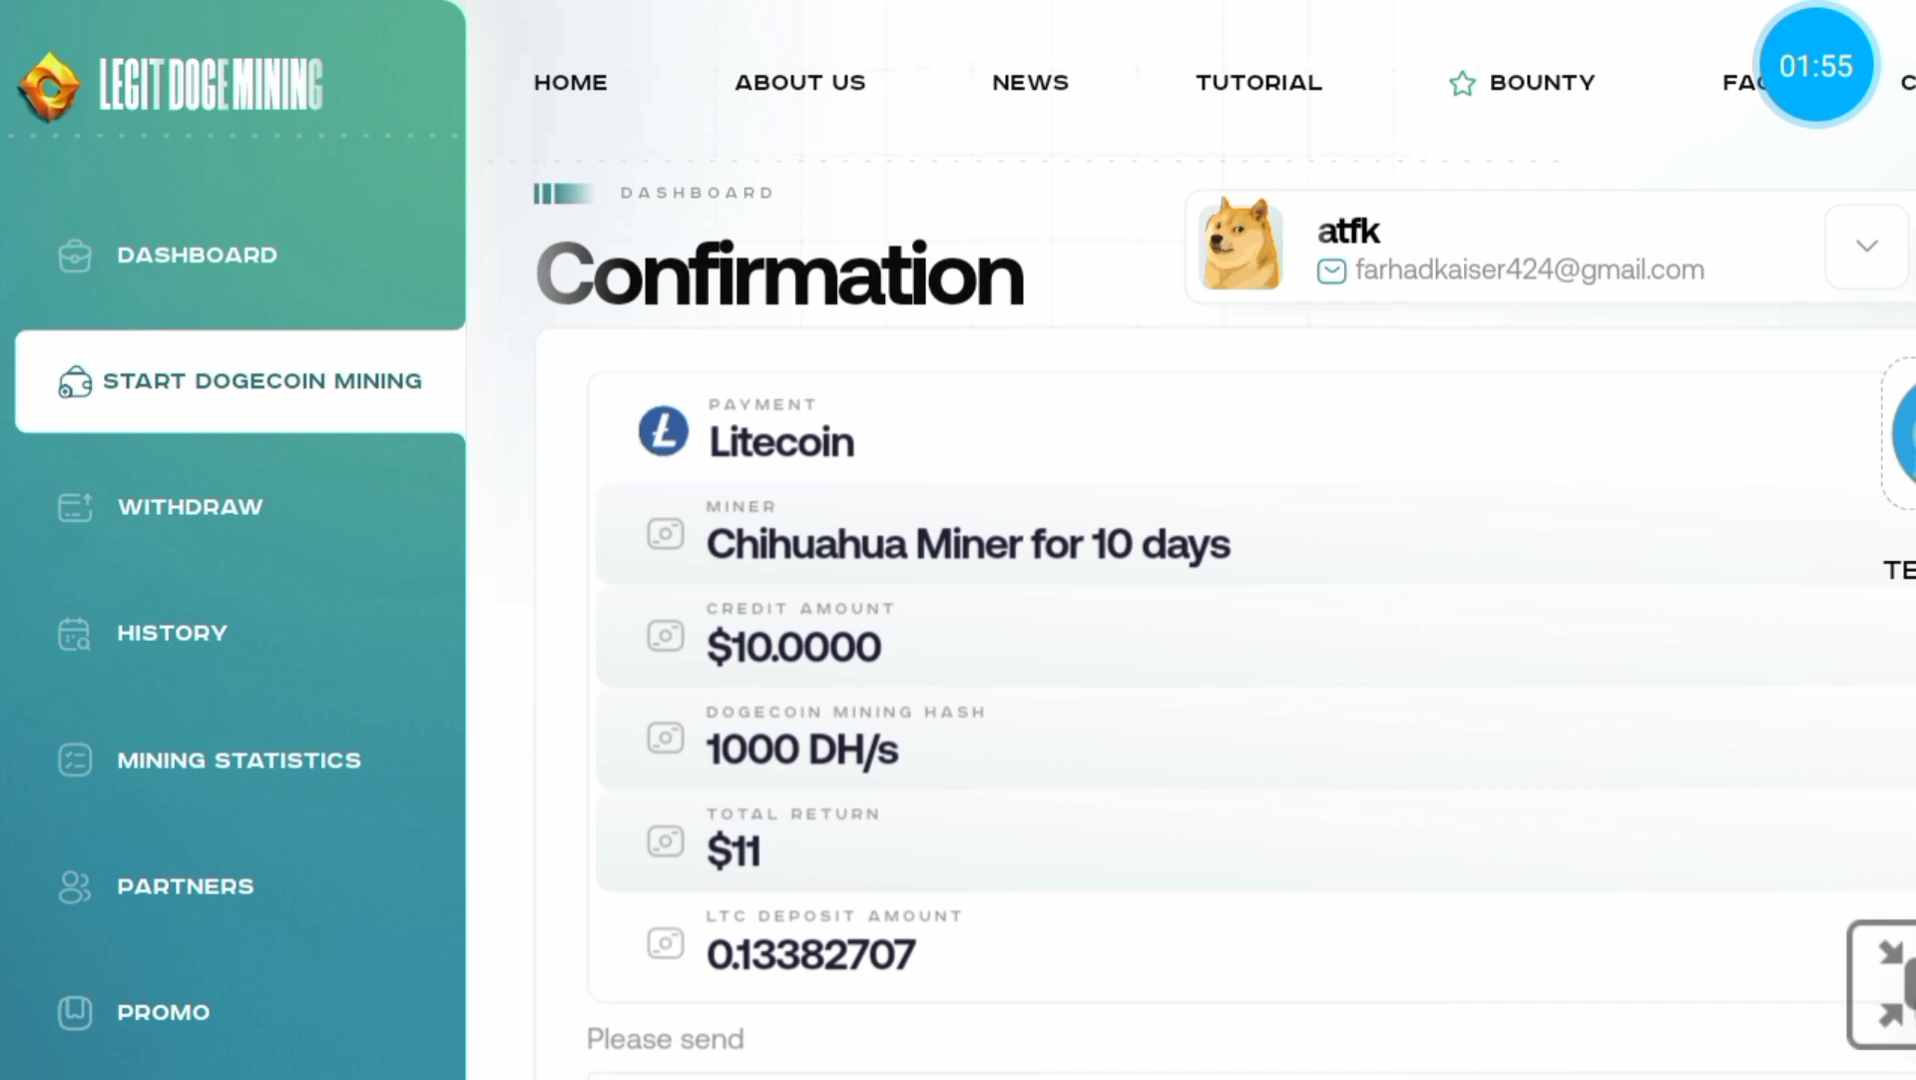 LEGIT DOGE MINING
HOME ABOUT US NEWS TUTORIAL BOUNTY
01:55
DASHBOARD
Confirmation
atfk
farhadkaiser424@gmail.com
DASHBOARD
START DOGECOIN MINING
WITHDRAW
HISTORY
MINING STATISTICS
PARTNERS
PROMO
PAYMENT
Litecoin
MINER
Chihuahua Miner for 10 days
CREDIT AMOUNT
$10.0000
DOGECOIN MINING HASH
1000 DH/s
TOTAL RETURN
$11
LTC DEPOSIT AMOUNT
0.13382707
Please send